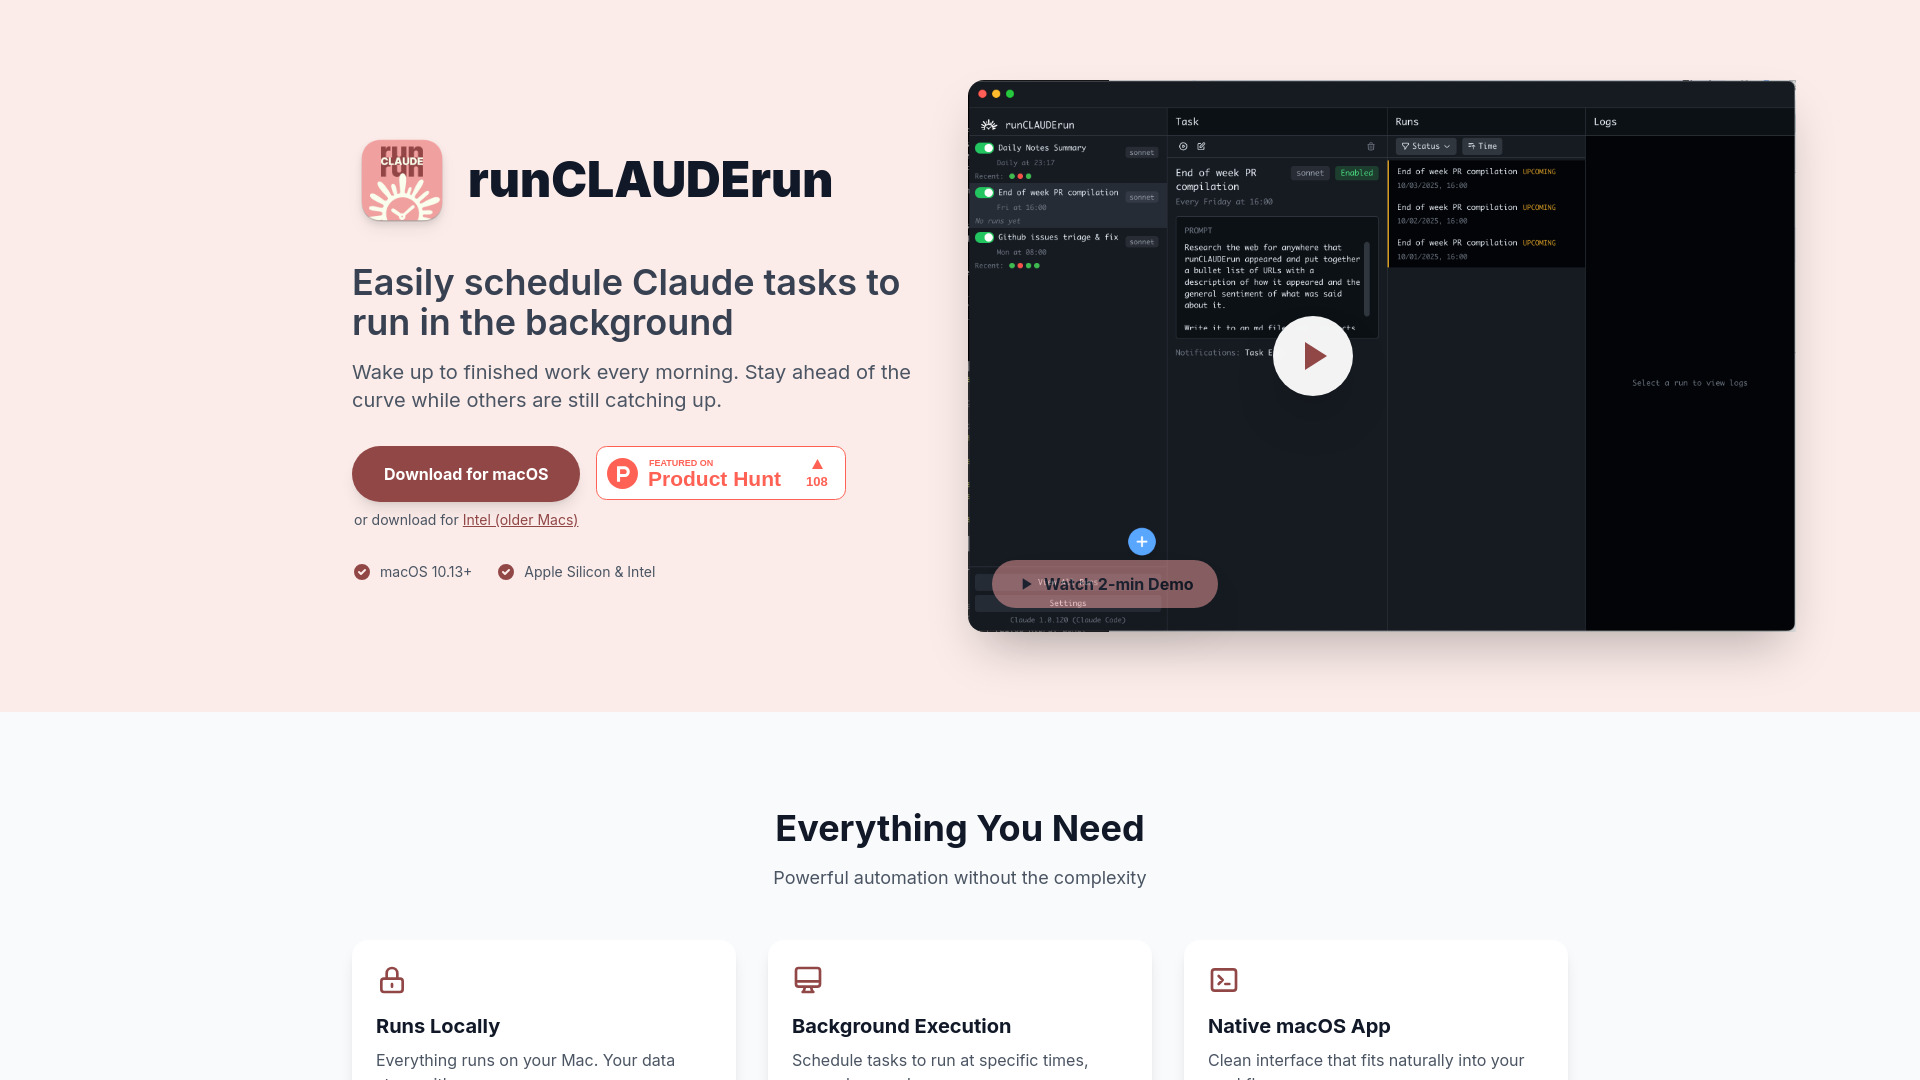 run
CLAUDE
run
runCLAUDErun
Easily schedule Claude tasks to
run in the background
Wake up to finished work every morning. Stay ahead of the
curve while others are still catching up.
Download for macOS
FEATURED ON
Product Hunt
108
or download for Intel (older Macs)
macOS 10.13+
Apple Silicon & Intel
runCLAUDErun
Daily Notes Summary
sonnet
Daily at 23:17
Recent:
End of week PR compilation
sonnet
Fri at 16:00
No runs yet
Github issues triage & fix
sonnet
Mon at 08:00
Recent:
Watch 2-min Demo
Settings
Claude 1.0.120 (Claude Code)
Task
End of week PR
compilation
sonnet
Enabled
Every Friday at 16:00
PROMPT
Research the web for anywhere that
runCLAUDErun appeared and put together
a bullet list of URLs with a
description of how it appeared and the
general sentiment of what was said
about it.
Write it to an md
Notifications: Task
Runs
Status
Time
End of week PR compilation UPCOMING
10/03/2025, 16:00
End of week PR compilation UPCOMING
10/02/2025, 16:00
End of week PR compilation UPCOMING
10/01/2025, 16:00
Logs
Select a run to view logs
Everything You Need
Powerful automation without the complexity
Runs Locally
Everything runs on your Mac. Your data
Background Execution
Schedule tasks to run at specific times,
Native macOS App
Clean interface that fits naturally into your